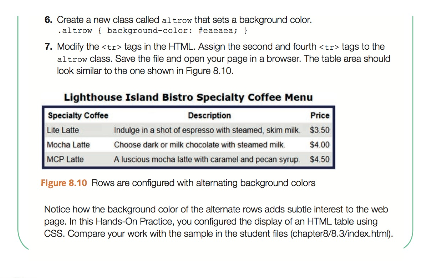 6. Create a new class called altrow that sets a background color.
.altrow { background-color: #eaeaea; }
7. Modify the <tr> tags in the HTML. Assign the second and fourth <tr> tags to the
altrow class. Save the file and open your page in a browser. The table area should
look similar to the one shown in Figure 8.10.
Lighthouse Island Bistro Specialty Coffee Menu
Specialty Coffee Description Price
Lite Latte Indulge in a shot of espresso with steamed, skim milk. $3.50
Mocha Latte Choose dark or milk chocolate with steamed milk. $4.00
MCP Latte A luscious mocha latte with caramel and pecan syrup. $4.50
Figure 8.10 Rows are configured with alternating background colors
Notice how the background color of the alternate rows adds subtle interest to the web
page. In this Hands-On Practice, you configured the display of an HTML table using
CSS. Compare your work with the sample in the student files (chapter8/8.3/index.html).